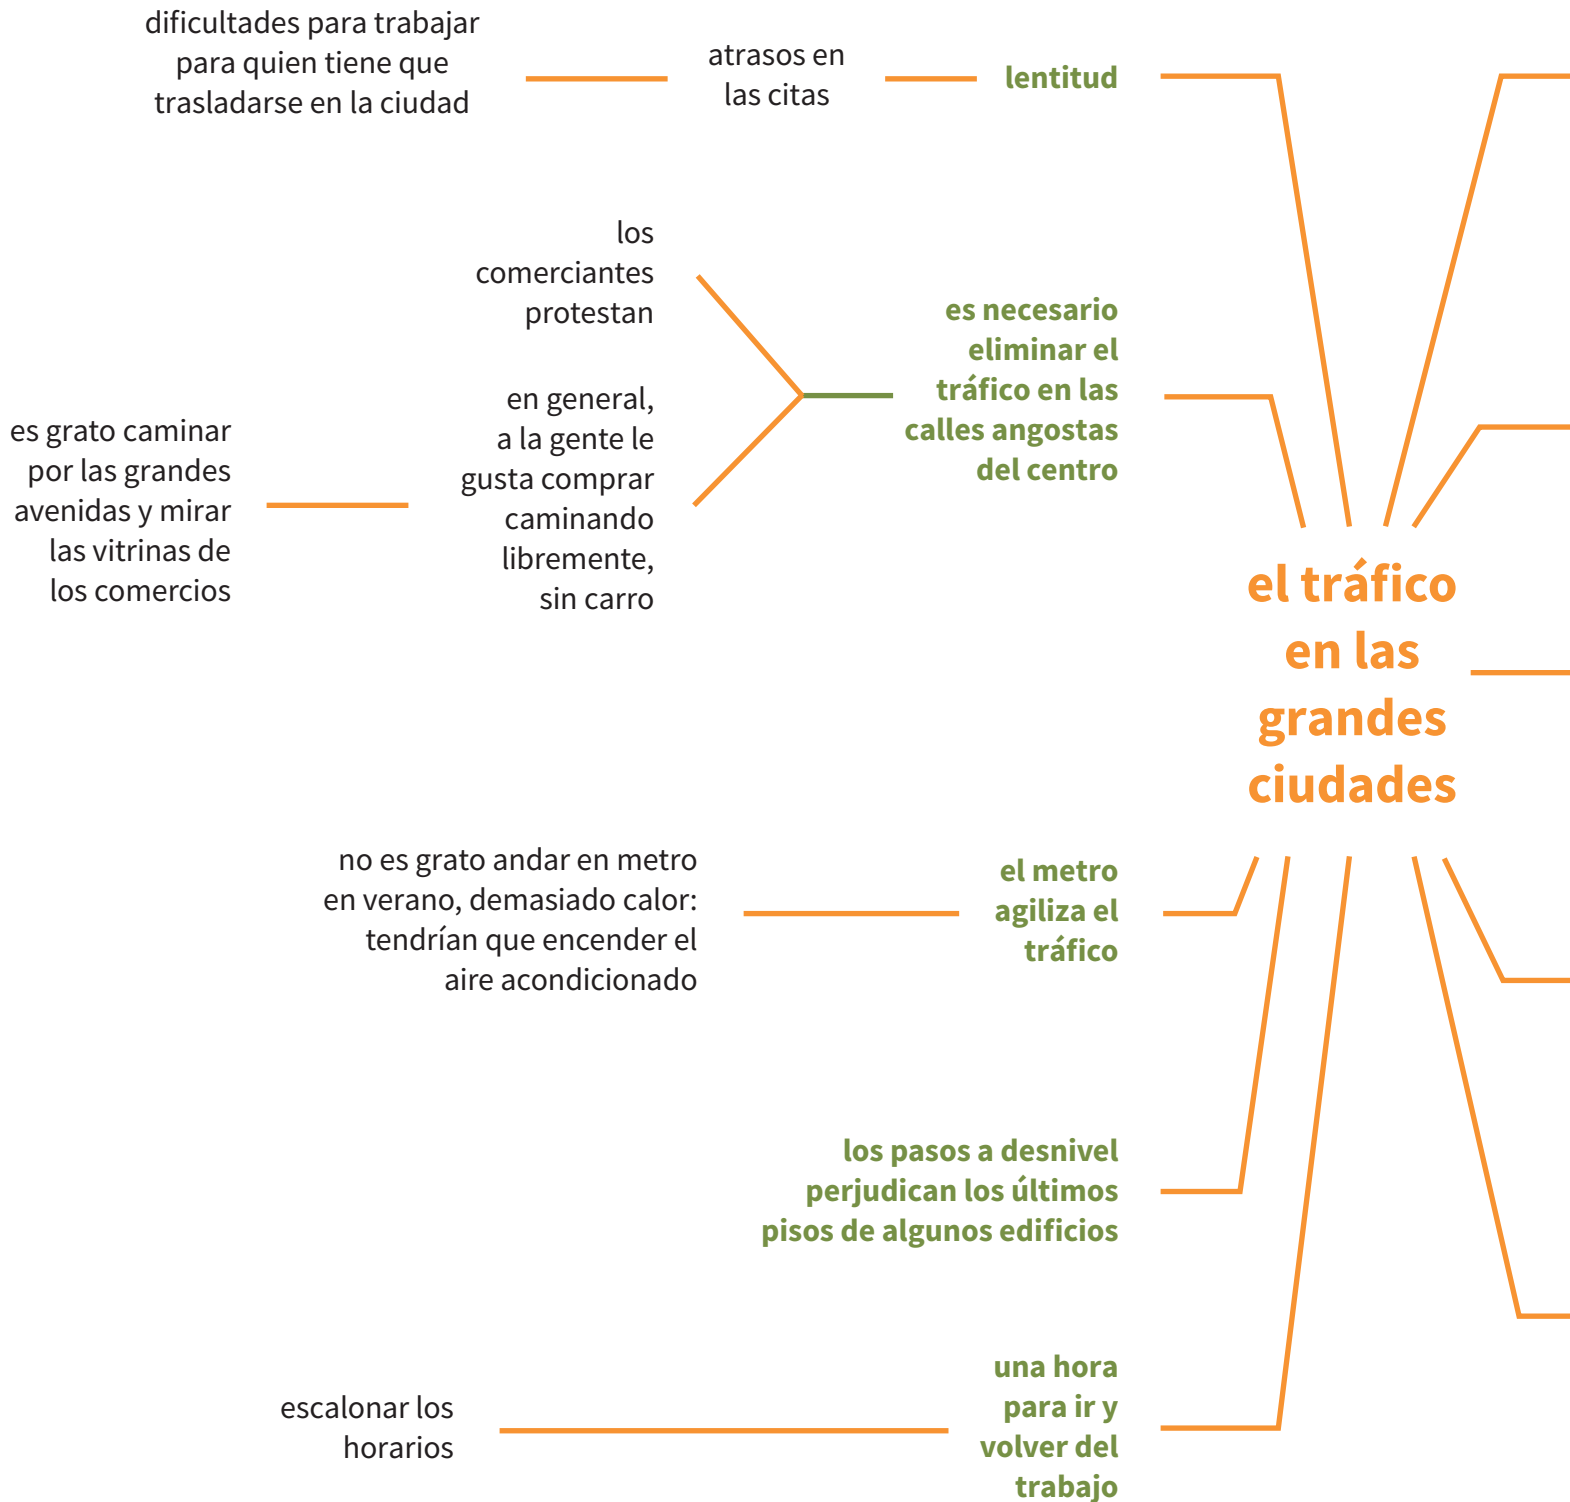 dificultades para trabajar
para quien tiene que
trasladarse en la ciudad
atrasos en
las citas
lentitud
los
comerciantes
protestan
es necesario
eliminar el
tráfico en las
calles angostas
del centro
en general,
a la gente le
gusta comprar
caminando
libremente,
sin carro
es grato caminar
por las grandes
avenidas y mirar
las vitrinas de
los comercios
el tráfico
en las
grandes
ciudades
no es grato andar en metro
en verano, demasiado calor:
tendrían que encender el
aire acondicionado
el metro
agiliza el
tráfico
los pasos a desnivel
perjudican los últimos
pisos de algunos edificios
una hora
para ir y
volver del
trabajo
escalonar los
horarios